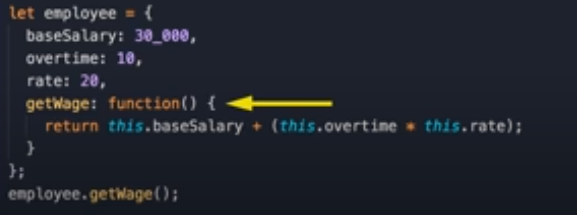 let employee = {
baseSalary: 30_000,
overtime: 10,
rate: 20,
getWage: function() {
return this.baseSalary + (this.overtime * this.rate);
}
};
employee.getWage();